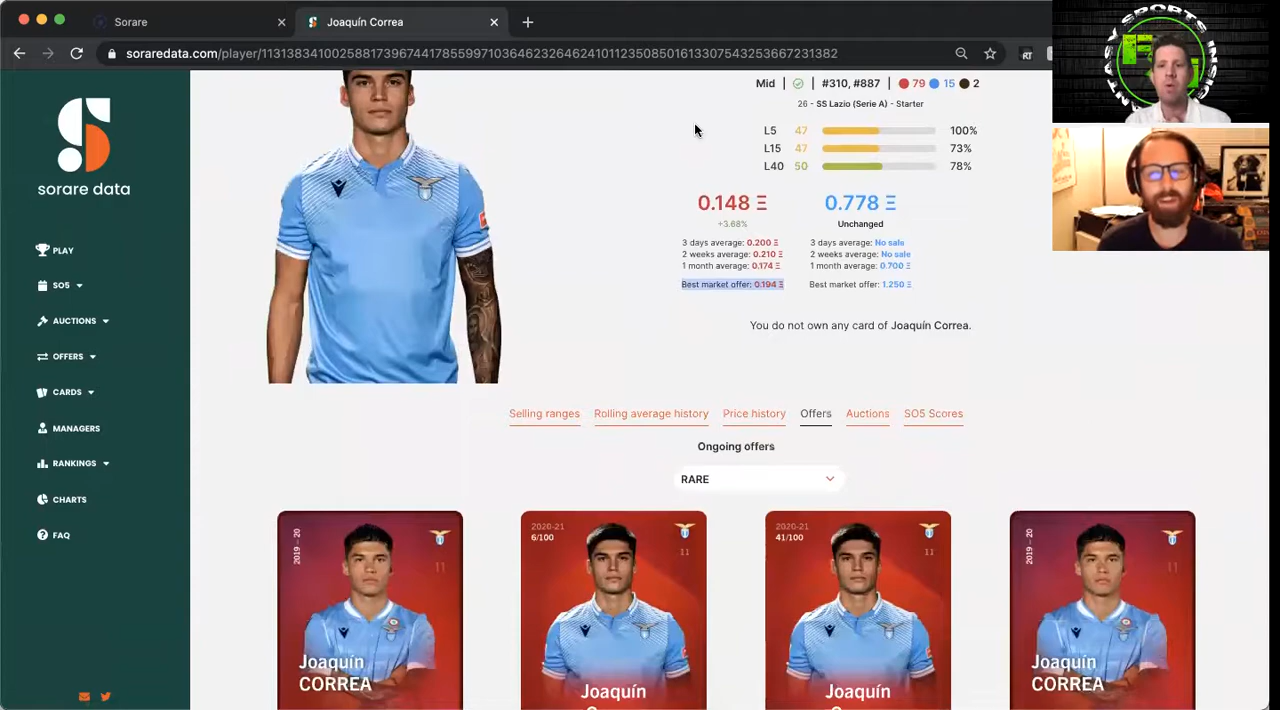 Sorare
Joaquín Correa
soraredata.com/player/
RT
SPORTS
sorare data
PLAY
SO5
AUCTIONS
OFFERS
CARDS
MANAGERS
RANKINGS
CHARTS
FAQ
Mid | | #310, #887 | 79 15 2
26 - SS Lazio (Serie A) - Starter
L5 47 100%
L15 47 73%
L40 50 78%
0.148 Ξ 0.778 Ξ
+3.68% Unchanged
3 days average: 0.200 Ξ 3 days average: No sale
2 weeks average: 0.210 Ξ 2 weeks average: No sale
1 month average: 0.174 Ξ 1 month average: 0.700 Ξ
Best market offer: 0.194 Ξ Best market offer: 1.250 Ξ
You do not own any card of Joaquín Correa.
Selling ranges Rolling average history Price history Offers Auctions SO5 Scores
Ongoing offers
RARE
2019 – 20
11
Joaquín
CORREA
2020-21
6/100
11
Joaquín
2020-21
41/100
11
Joaquín
2019 – 20
11
Joaquín
CORREA